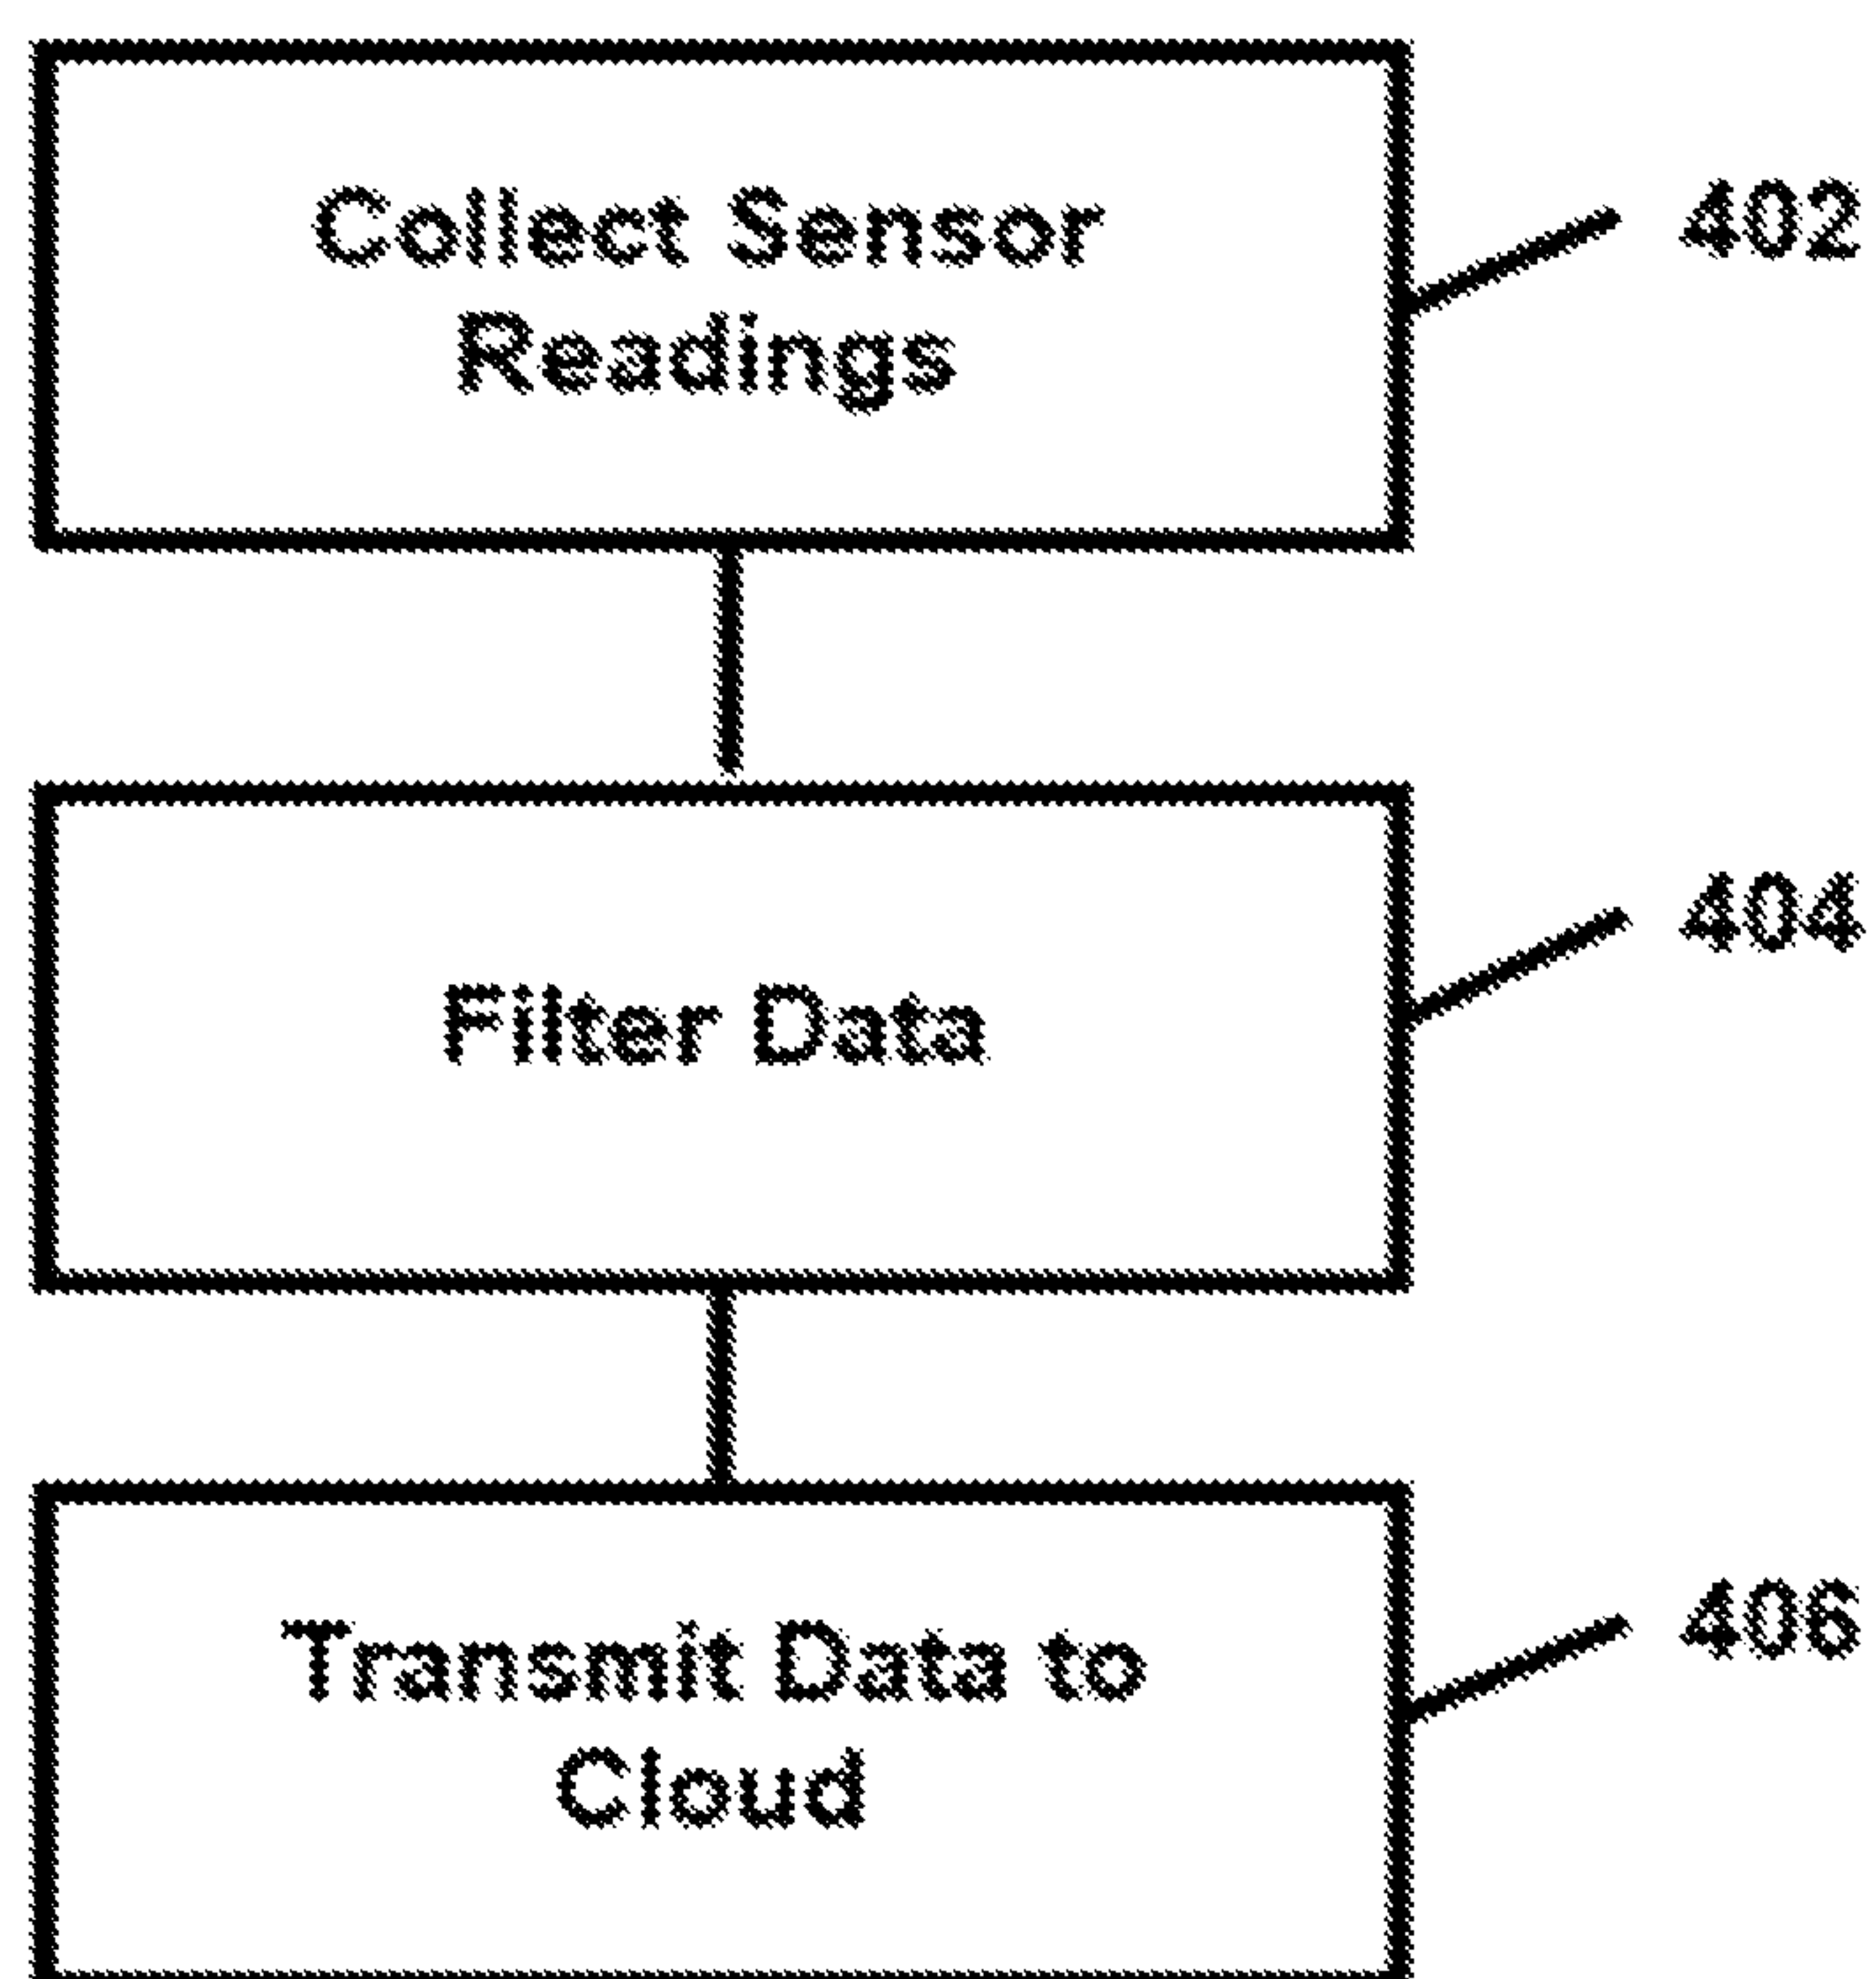 Collect Sensor
Readings
402
Filter Data
404
Transmit Data to
Cloud
406